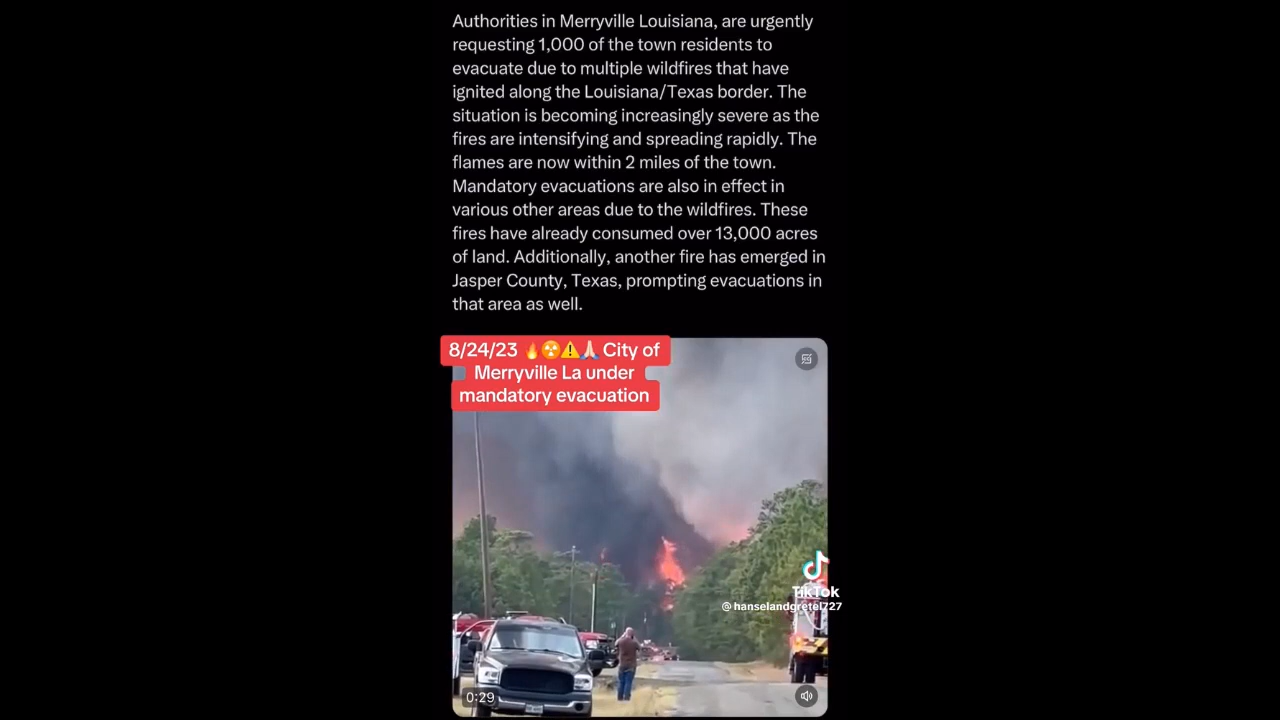 Authorities in Merryville Louisiana, are urgently
requesting 1,000 of the town residents to
evacuate due to multiple wildfires that have
ignited along the Louisiana/Texas border. The
situation is becoming increasingly severe as the
fires are intensifying and spreading rapidly. The
flames are now within 2 miles of the town.
Mandatory evacuations are also in effect in
various other areas due to the wildfires. These
fires have already consumed over 13,000 acres
of land. Additionally, another fire has emerged in
Jasper County, Texas, prompting evacuations in
that area as well.
8/24/23 🔥☢️⚠️🙏🏻 City of
Merryville La under
mandatory evacuation
TikTok
@hanselandgretel727
0:29